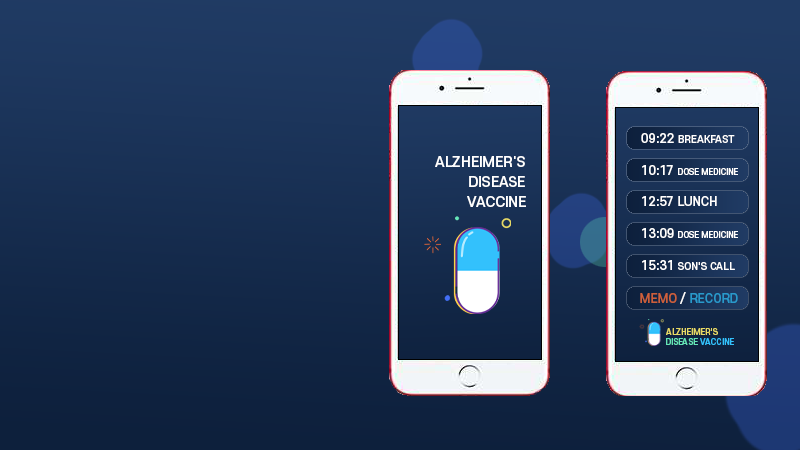 ALZHEIMER'S
DISEASE
VACCINE
09:22 BREAKFAST
10:17 DOSE MEDICINE
12:57 LUNCH
13:09 DOSE MEDICINE
15:31 SON'S CALL
MEMO / RECORD
ALZHEIMER'S
DISEASE VACCINE